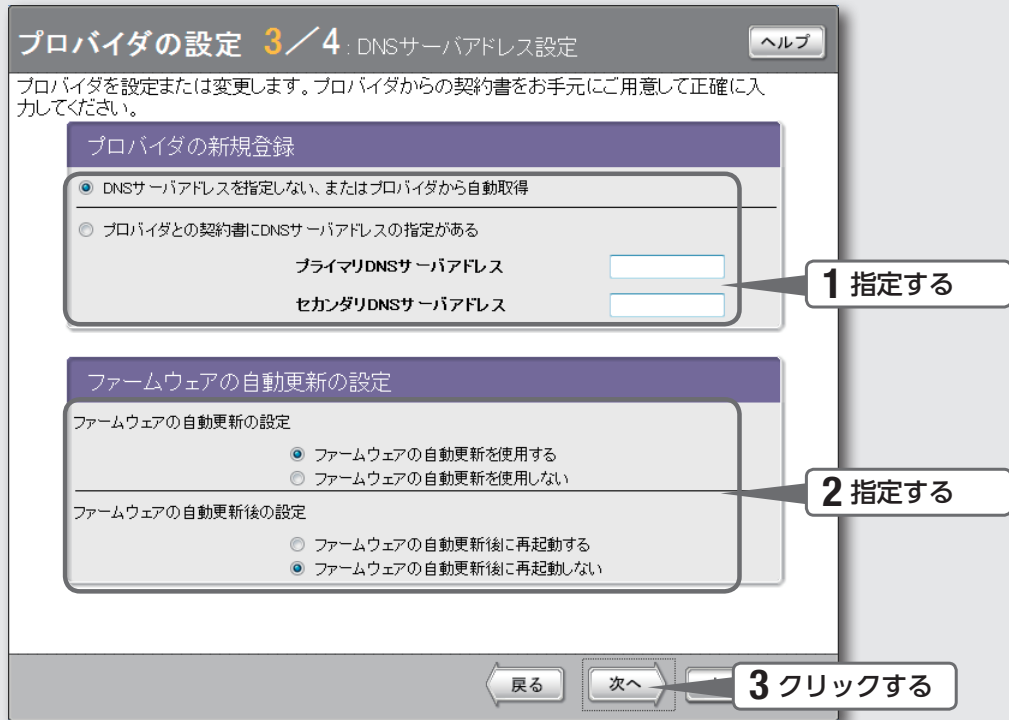 プロバイダの設定 3／4 : DNSサーバアドレス設定
ヘルプ
プロバイダを設定または変更します。プロバイダからの契約書をお手元にご用意して正確に入
力してください。
プロバイダの新規登録
DNSサーバアドレスを指定しない、またはプロバイダから自動取得
プロバイダとの契約書にDNSサーバアドレスの指定がある
プライマリDNSサーバアドレス
セカンダリDNSサーバアドレス
1 指定する
ファームウェアの自動更新の設定
ファームウェアの自動更新の設定
ファームウェアの自動更新を使用する
ファームウェアの自動更新を使用しない
2 指定する
ファームウェアの自動更新後の設定
ファームウェアの自動更新後に再起動する
ファームウェアの自動更新後に再起動しない
戻る
次へ
3 クリックする